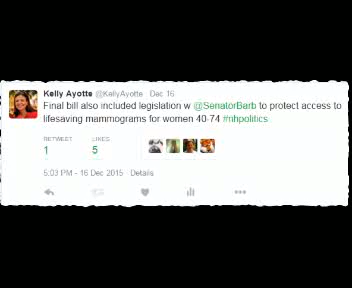 Kelly Ayotte @KellyAyotte · Dec 16
Final bill also included legislation w @SenatorBarb to protect access to
lifesaving mammograms for women 40-74 #nhpolitics
RETWEET LIKES
1 5
5:03 PM - 16 Dec 2015 · Details